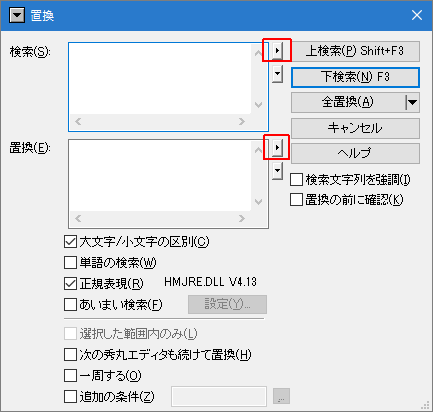 置換
検索(S):
上検索(P) Shift+F3
下検索(N) F3
全置換(A)
キャンセル
置換(E):
ヘルプ
検索文字列を強調(I)
置換の前に確認(K)
大文字/小文字の区別(C)
単語の検索(W)
正規表現(R) HMJRE.DLL V4.13
あいまい検索(F) 設定(Y)...
選択した範囲内のみ(L)
次の秀丸エディタも続けて置換(H)
一周する(O)
追加の条件(Z) ...